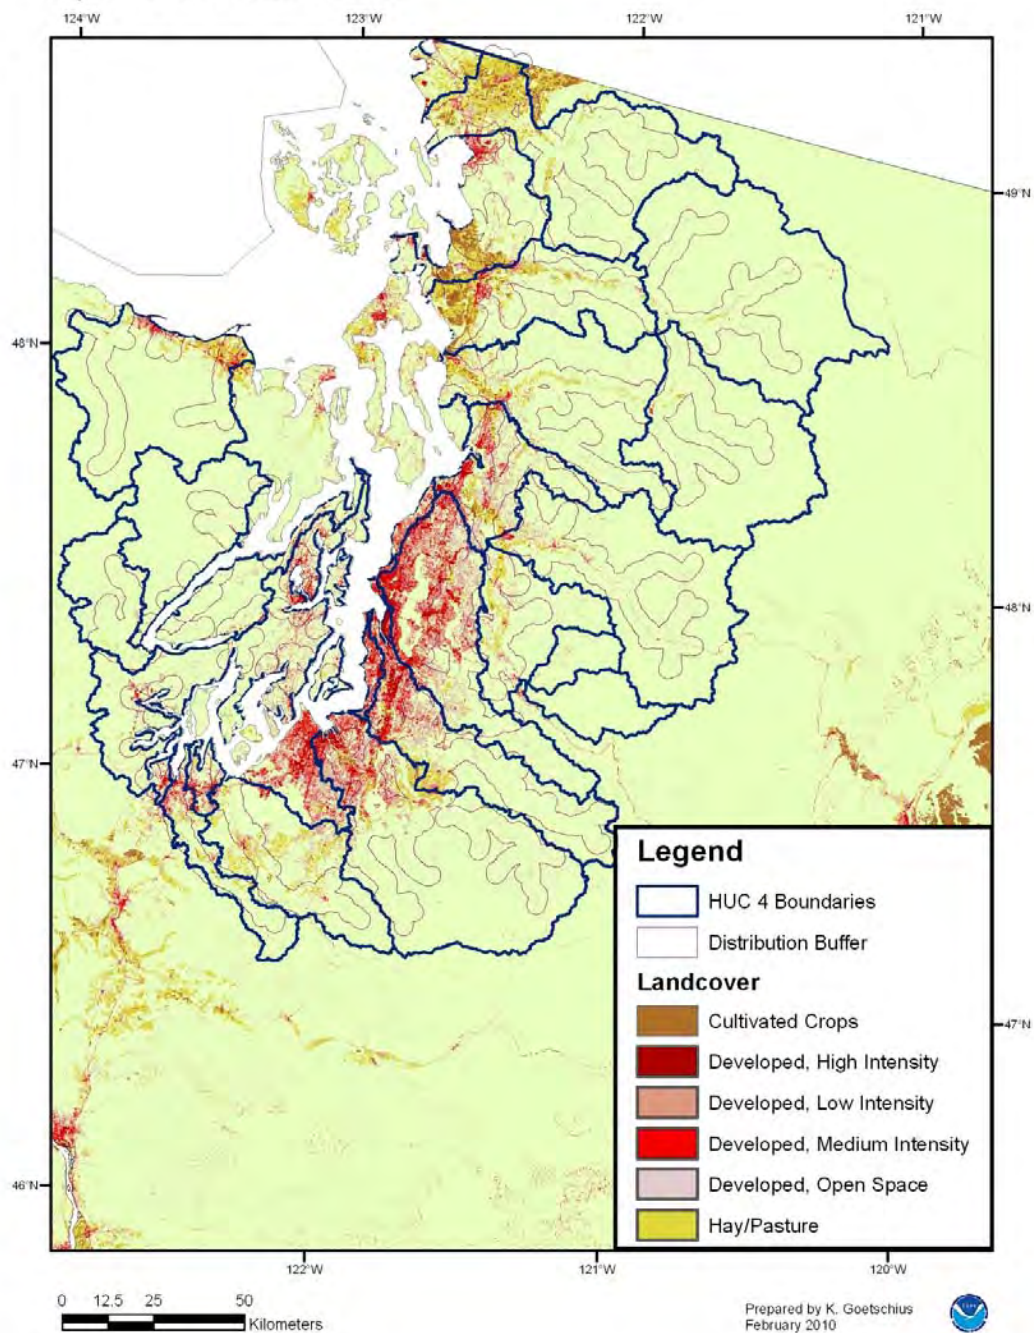 124°W 123°W 122°W 121°W
49°N
48°N
48°N
47°N
Legend
HUC 4 Boundaries
Distribution Buffer
Landcover
Cultivated Crops
47°N
Developed, High Intensity
Developed, Low Intensity
Developed, Medium Intensity
46°N
Developed, Open Space
Hay/Pasture
122°W 121°W 120°W
0 12.5 25 50
Kilometers
Prepared by K. Goetschius
February 2010